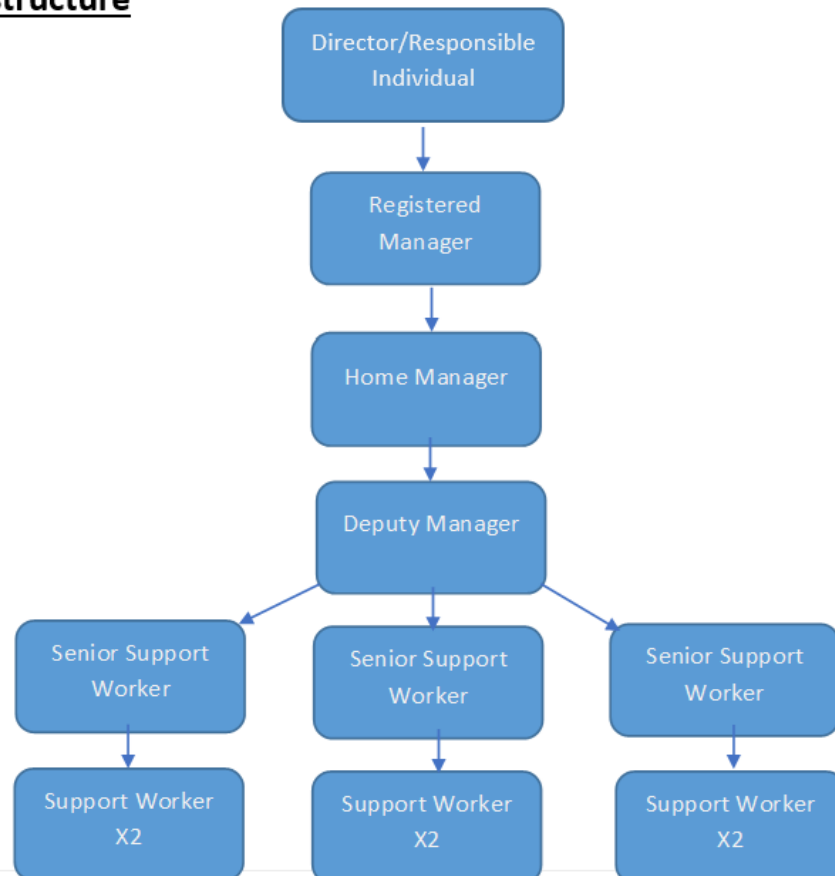 structure
Director/Responsible
Individual
Registered
Manager
Home Manager
Deputy Manager
Senior Support
Worker
Senior Support
Worker
Senior Support
Worker
Support Worker
X2
Support Worker
X2
Support Worker
X2